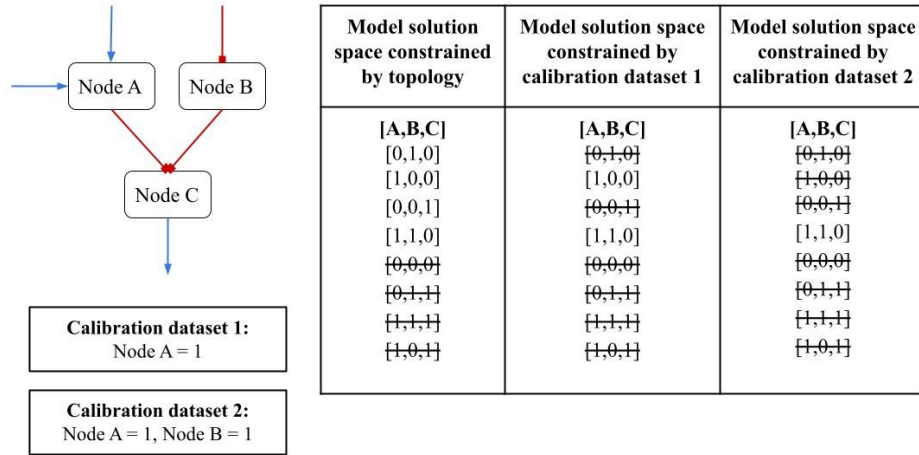 Node A
Node B
Node C
Calibration dataset 1:
Node A = 1
Calibration dataset 2:
Node A = 1, Node B = 1
Model solution
space constrained
by topology
[A,B,C]
[0,1,0]
[1,0,0]
[0,0,1]
[1,1,0]
[0,0,0]
[0,1,1]
[1,1,1]
[1,0,1]
Model solution space
constrained by
calibration dataset 1
[A,B,C]
[0,1,0]
[1,0,0]
[0,0,1]
[1,1,0]
[0,0,0]
[0,1,1]
[1,1,1]
[1,0,1]
Model solution space
constrained by
calibration dataset 2
[A,B,C]
[0,1,0]
[1,0,0]
[0,0,1]
[1,1,0]
[0,0,0]
[0,1,1]
[1,1,1]
[1,0,1]